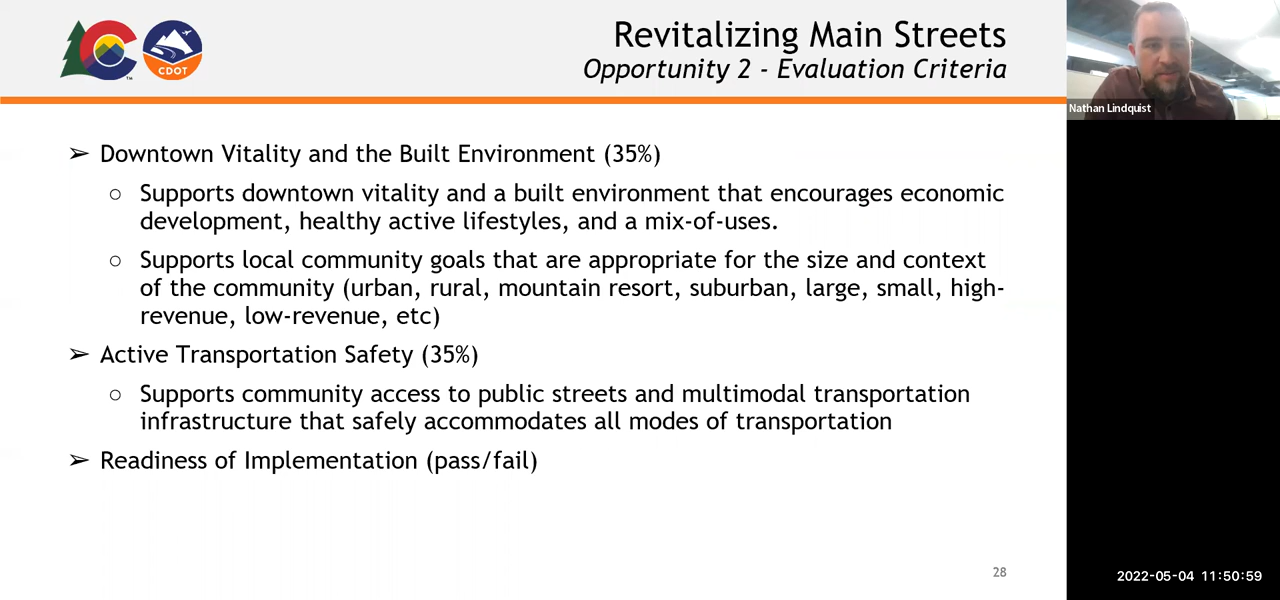 CDOT
Revitalizing Main Streets
Opportunity 2 - Evaluation Criteria
Nathan Lindquist
➢ Downtown Vitality and the Built Environment (35%)
○ Supports downtown vitality and a built environment that encourages economic
development, healthy active lifestyles, and a mix-of-uses.
○ Supports local community goals that are appropriate for the size and context
of the community (urban, rural, mountain resort, suburban, large, small, high-
revenue, low-revenue, etc)
➢ Active Transportation Safety (35%)
○ Supports community access to public streets and multimodal transportation
infrastructure that safely accommodates all modes of transportation
➢ Readiness of Implementation (pass/fail)
28
2022-05-04 11:50:59